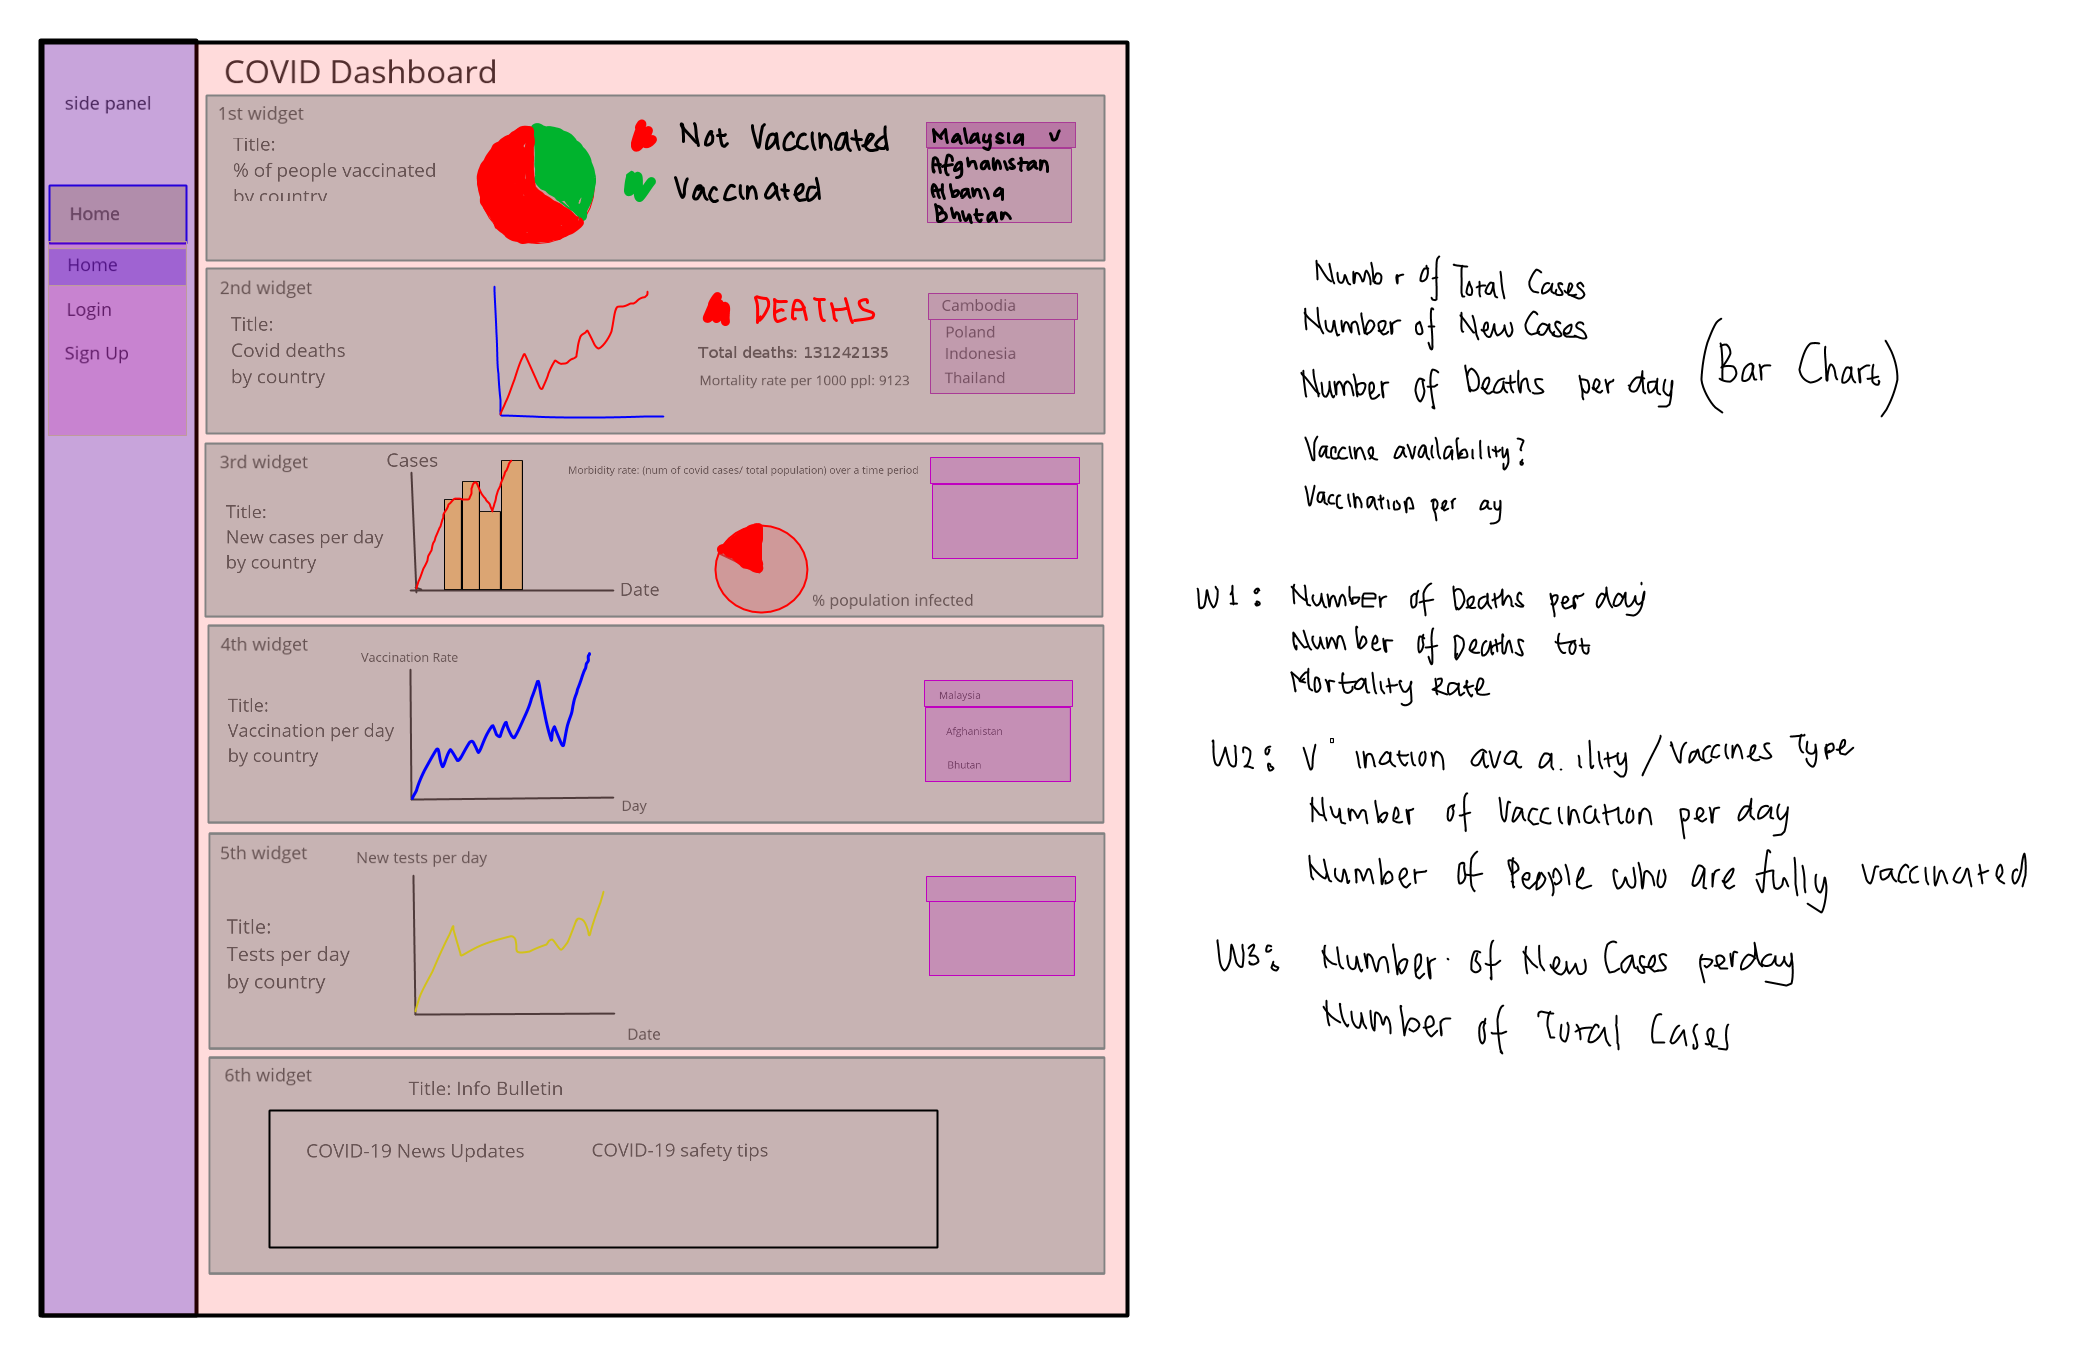 COVID Dashboard
side panel
Home
Home
Login
Sign Up
1st widget
Title:
% of people vaccinated
by country
Not Vaccinated
Vaccinated
Malaysia v
Afghanistan
Albania
Bhutan
2nd widget
Title:
Covid deaths
by country
DEATHS
Total deaths: 131242135
Mortality rate per 1000 ppl: 9123
Cambodia
Poland
Indonesia
Thailand
3rd widget
Title:
New cases per day
by country
Cases
Date
Morbidity rate: (num of covid cases/ total population) over a time period
% population infected
4th widget
Title:
Vaccination per day
by country
Vaccination Rate
Day
Malaysia
Afghanistan
Bhutan
5th widget
Title:
Tests per day
by country
New tests per day
Date
6th widget
Title: Info Bulletin
COVID-19 News Updates
COVID-19 safety tips
Numb r of Total Cases
Number of New Cases
Number of Deaths per day (Bar Chart)
Vaccine availability?
Vaccination per ay
W1: Number of Deaths per day
Number of Deaths tot
Mortality Rate
W2: V ination ava a. ility / Vaccines Type
Number of Vaccination per day
Number of People who are fully vaccinated
W3: Number of New Cases perday
Number of Total Cases